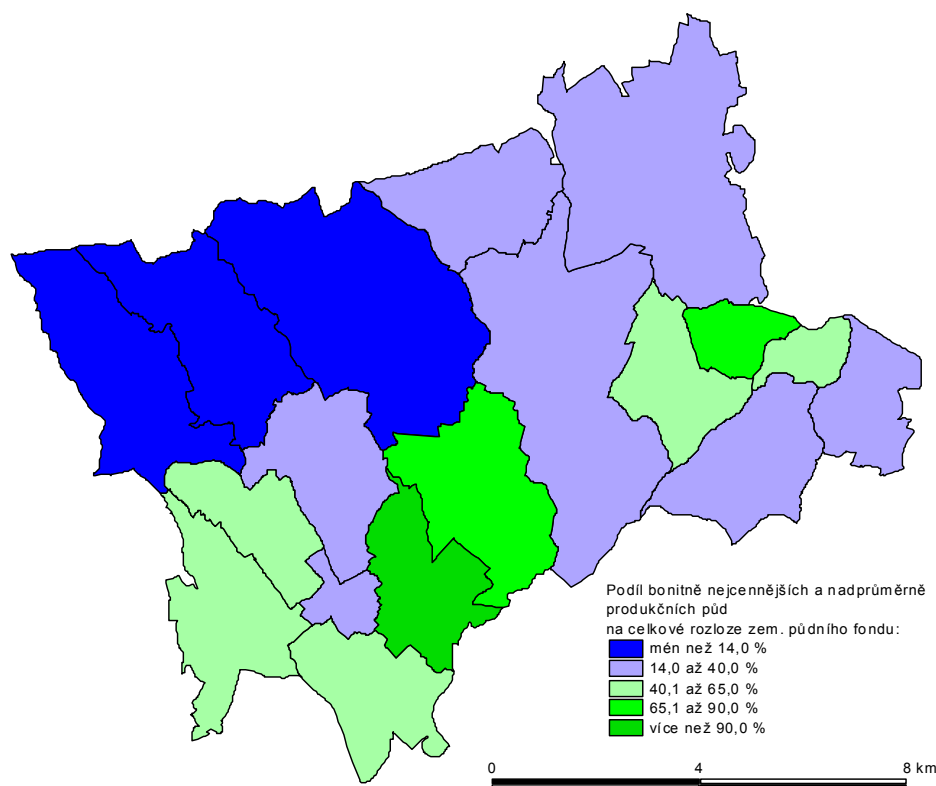 Podíl bonitně nejcennějších a nadprůměrně
produkčních půd
na celkové rozloze zem. půdního fondu:
mén než 14,0 %
14,0 až 40,0 %
40,1 až 65,0 %
65,1 až 90,0 %
více než 90,0 %
0 4 8 km